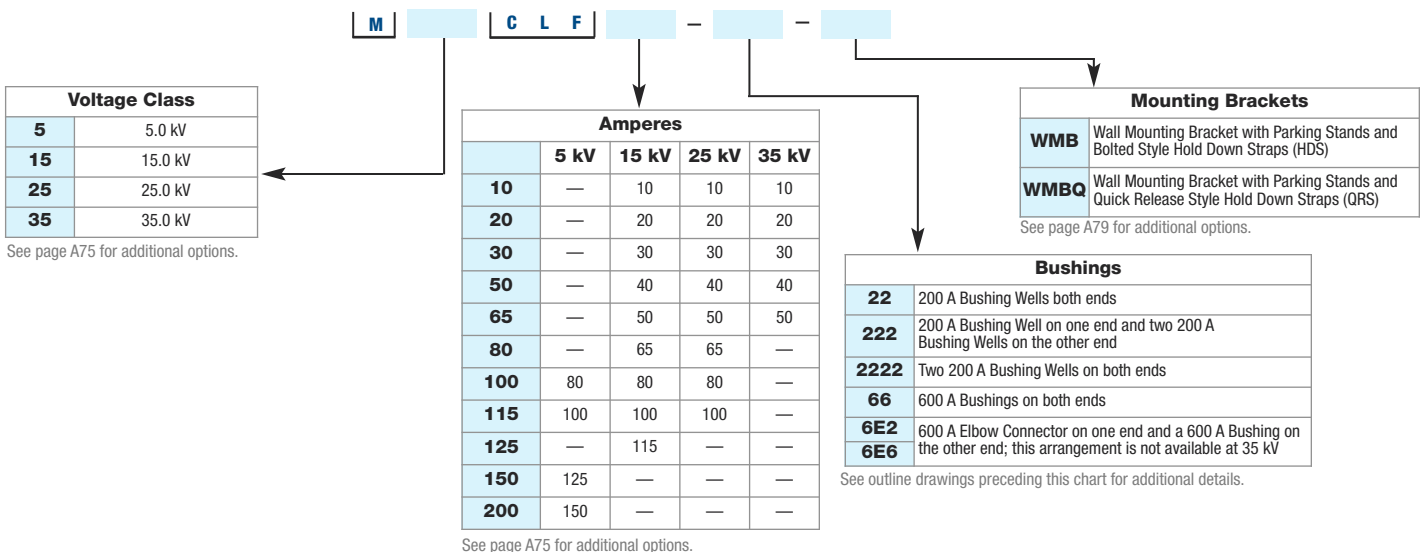 M C L F – –
Voltage Class
5 5.0 kV
15 15.0 kV
25 25.0 kV
35 35.0 kV
See page A75 for additional options.
Amperes
5 kV 15 kV 25 kV 35 kV
10 — 10 10 10
20 — 20 20 20
30 — 30 30 30
50 — 40 40 40
65 — 50 50 50
80 — 65 65 —
100 80 80 80 —
115 100 100 100 —
125 — 115 — —
150 125 — — —
200 150 — — —
See page A75 for additional options.
Mounting Brackets
WMB Wall Mounting Bracket with Parking Stands and
Bolted Style Hold Down Straps (HDS)
WMBQ Wall Mounting Bracket with Parking Stands and
Quick Release Style Hold Down Straps (QRS)
See page A79 for additional options.
Bushings
22 200 A Bushing Wells both ends
222 200 A Bushing Well on one end and two 200 A
Bushing Wells on the other end
2222 Two 200 A Bushing Wells on both ends
66 600 A Bushings on both ends
6E2 600 A Elbow Connector on one end and a 600 A Bushing on
6E6 the other end; this arrangement is not available at 35 kV
See outline drawings preceding this chart for additional details.